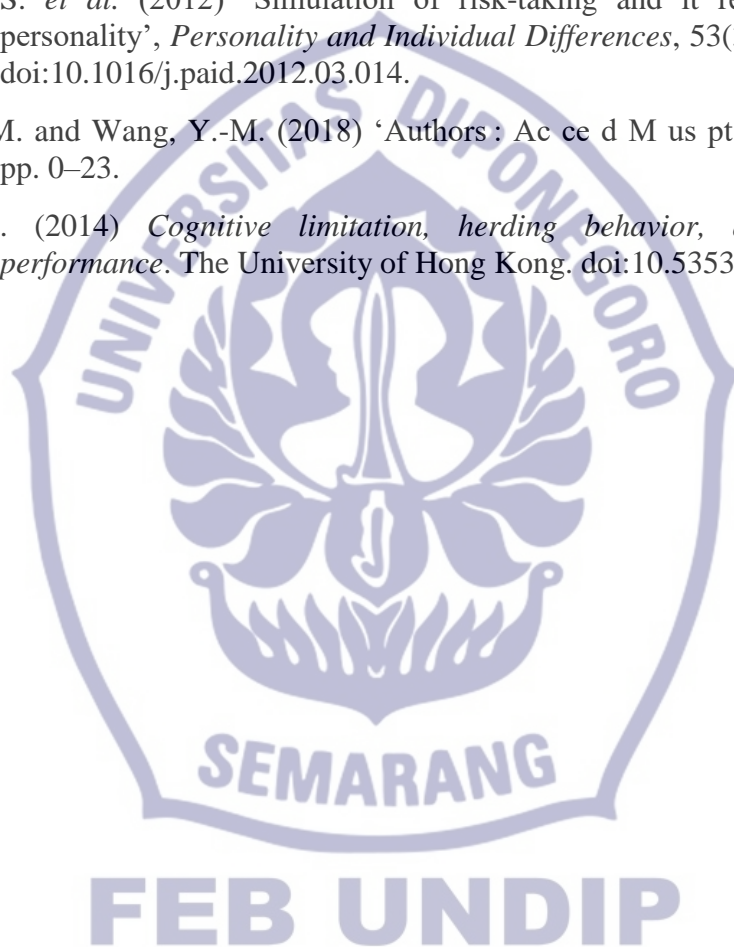 S. et al. (2012) ‘Simulation of risk-taking and it re
personality’, Personality and Individual Differences, 53(
doi:10.1016/j.paid.2012.03.014.
M. and Wang, Y.-M. (2018) ‘Authors : Ac ce d M us pt
pp. 0–23.
. (2014) Cognitive limitation, herding behavior,
performance. The University of Hong Kong. doi:10.5353
UNIVERSITAS DIPONEGORO
SEMARANG
FEB UNDIP